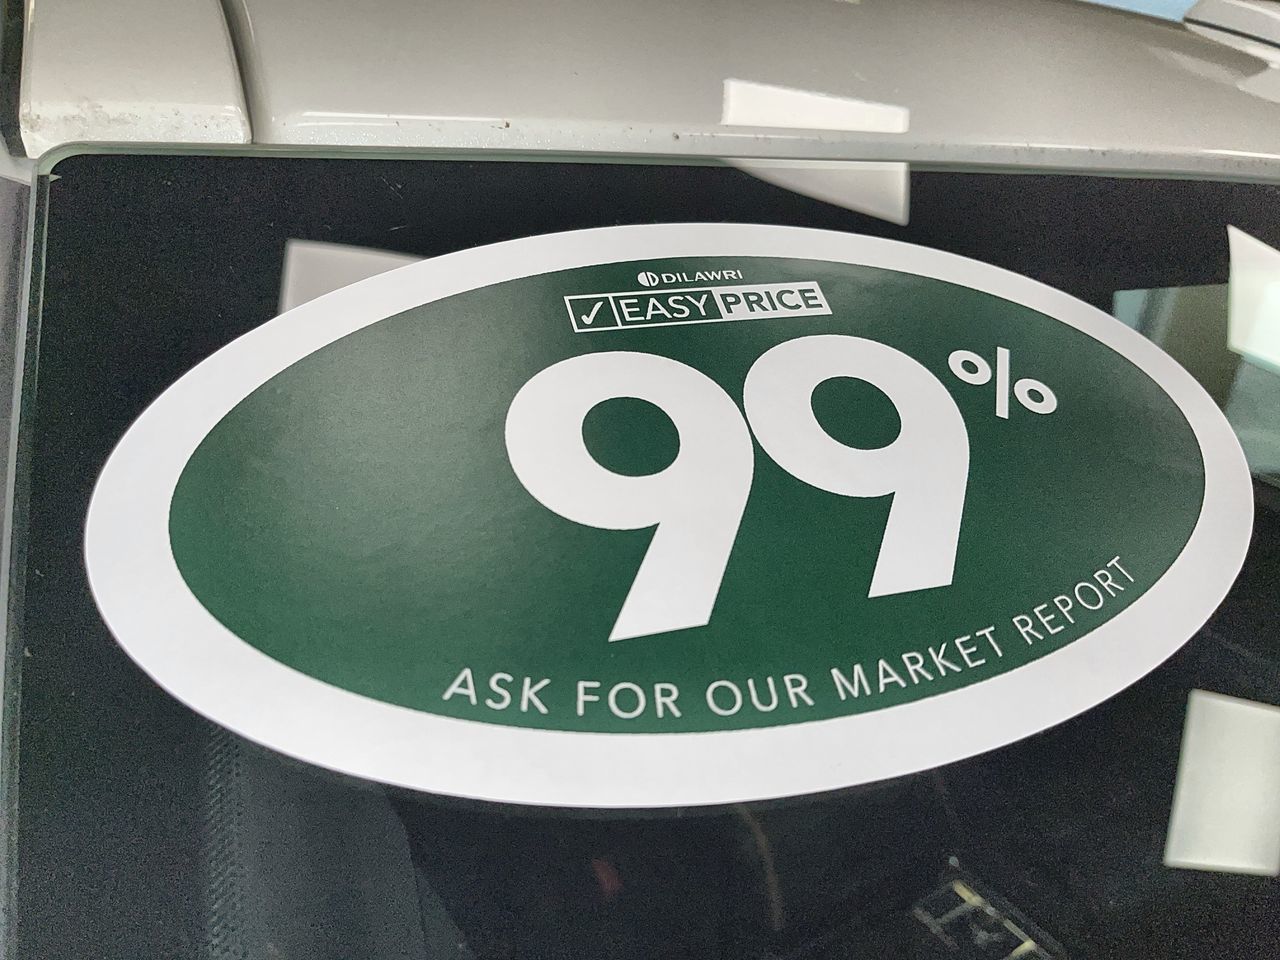 DILAWRI
✓ EASY PRICE
99%
ASK FOR OUR MARKET REPORT